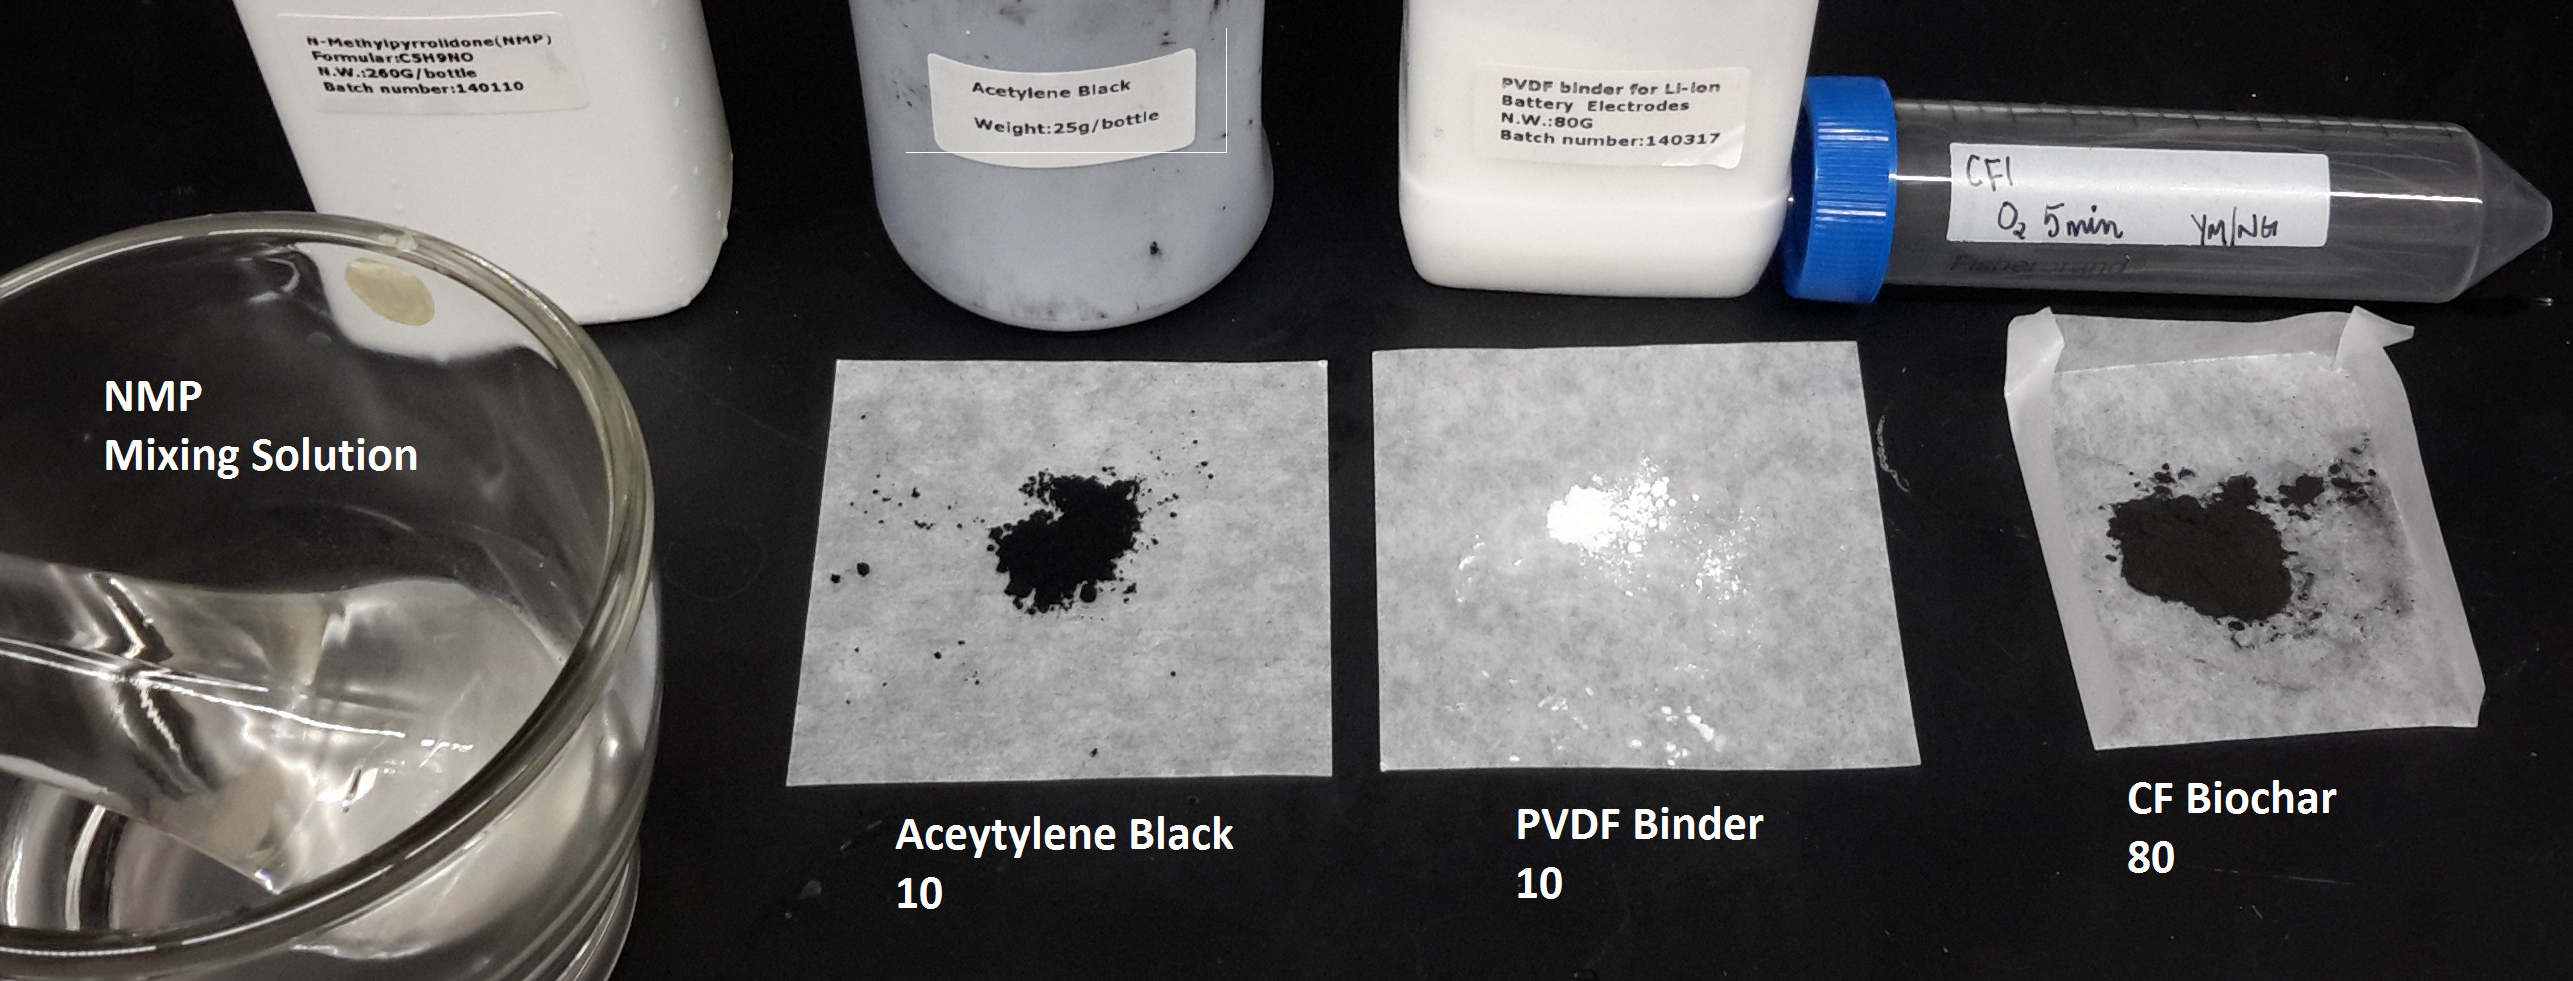 N-Methylpyrrolidone(NMP)
Formular:C5H9NO
N.W.:260G/bottle
Batch number:140110
Acetylene Black
Weight:25g/bottle
PVDF binder for Li-ion
Battery Electrodes
N.W.:80G
Batch number:140317
CF1
O2 5min YM/NG
Fisherbrand
NMP
Mixing Solution
Aceytylene Black
10
PVDF Binder
10
CF Biochar
80